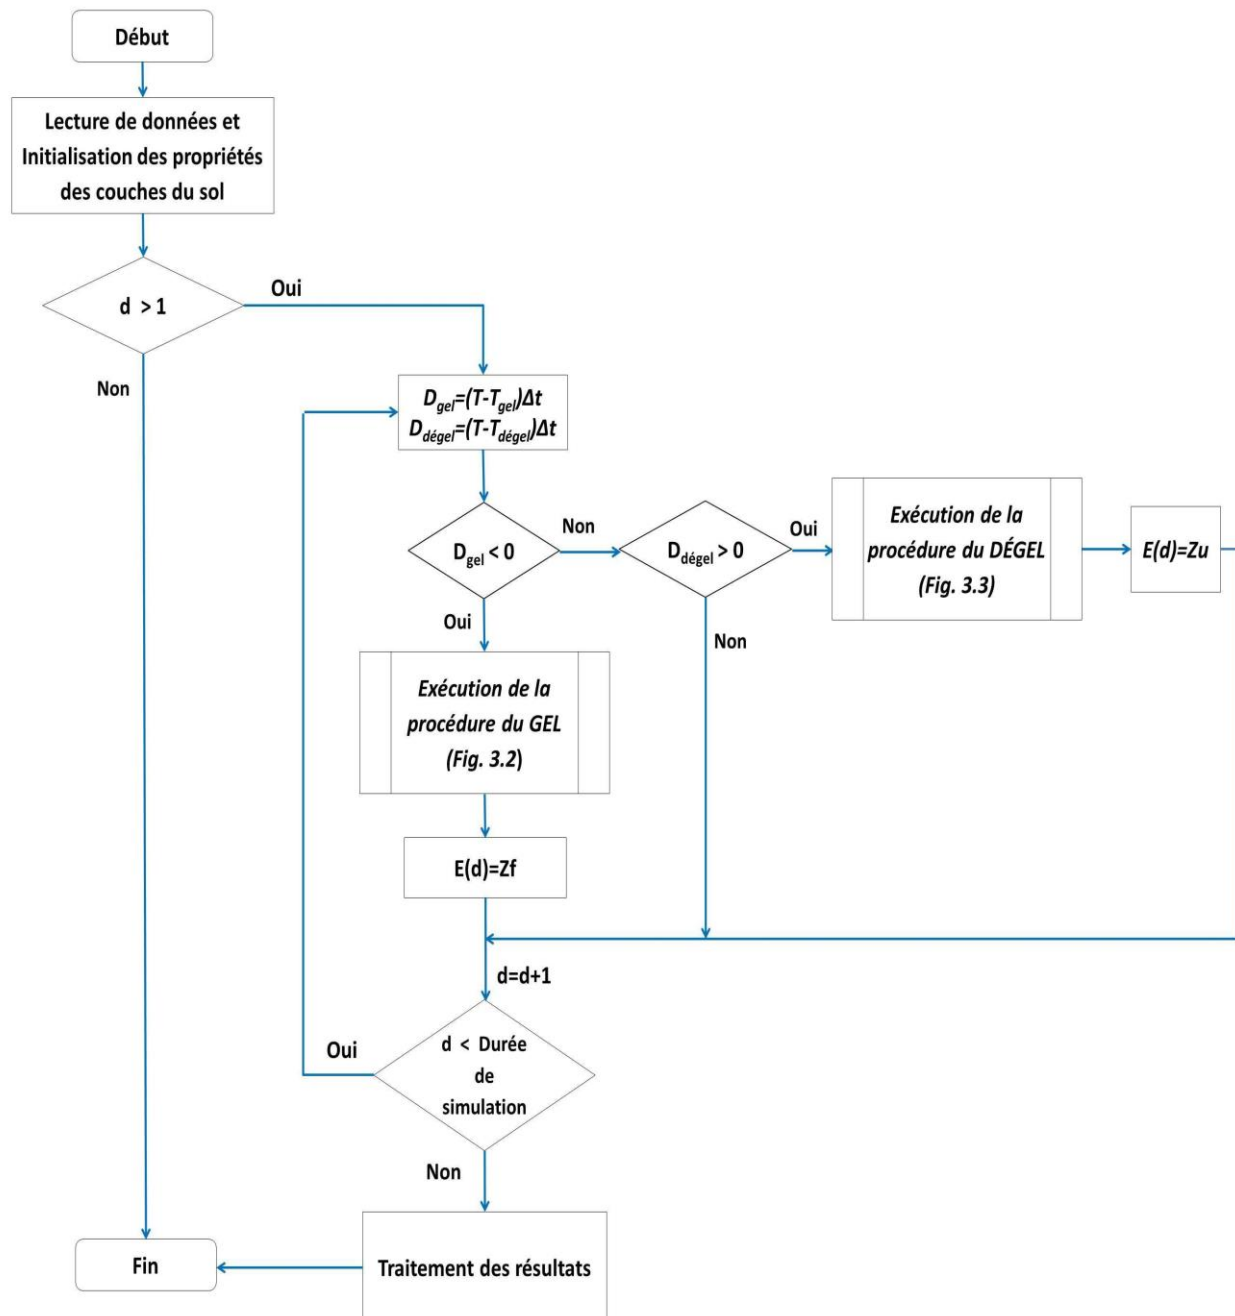 Début
Lecture de données et
Initialisation des propriétés
des couches du sol
d > 1
Oui
Non
D_gel=(T-T_gel)Δt
D_dégel=(T-T_dégel)Δt
D_gel < 0
Non
D_dégel > 0
Oui
Exécution de la
procédure du DÉGEL
(Fig. 3.3)
E(d)=Zu
Oui
Non
Exécution de la
procédure du GEL
(Fig. 3.2)
E(d)=Zf
d=d+1
Oui
d < Durée
de
simulation
Non
Traitement des résultats
Fin